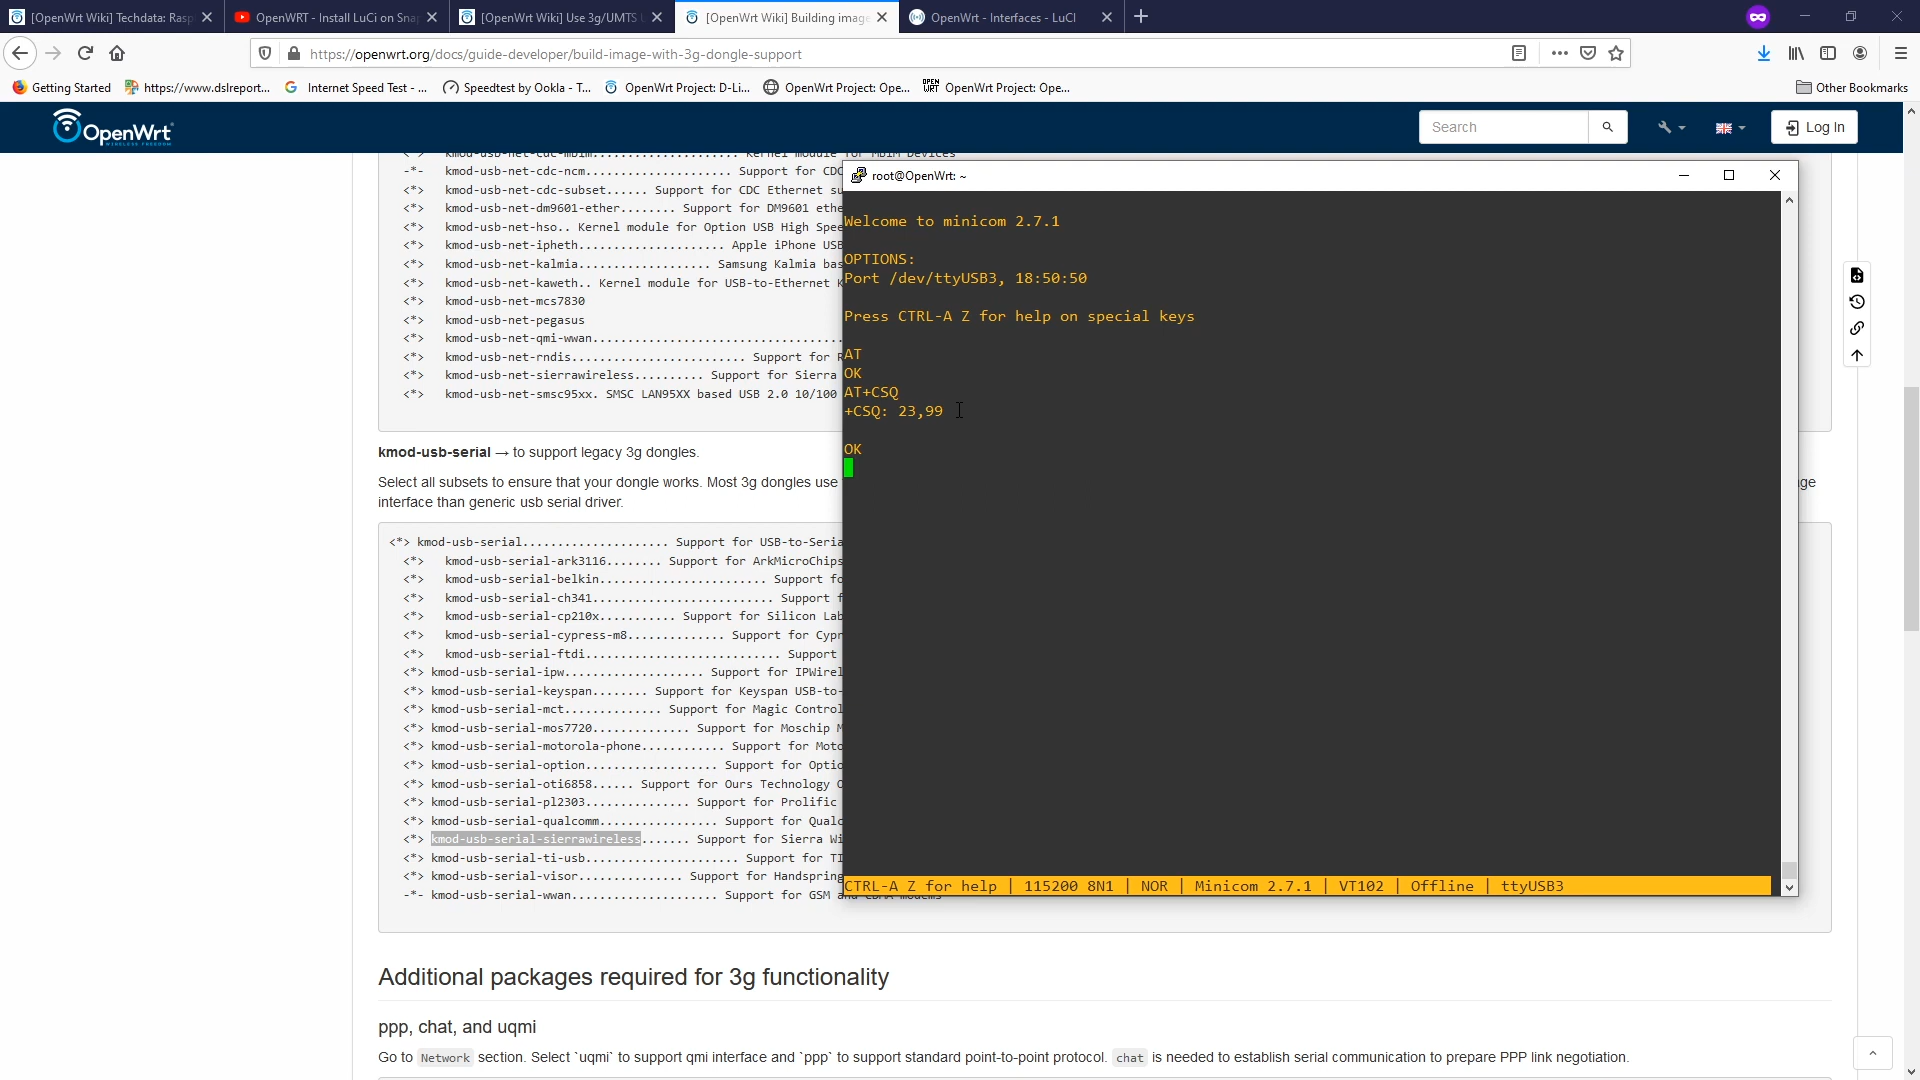 [OpenWrt Wiki] Techdata: Rasp
OpenWRT - Install LuCi on Snap
[OpenWrt Wiki] Use 3g/UMTS U
[OpenWrt Wiki] Building image
OpenWrt - Interfaces - LuCI
https://openwrt.org/docs/guide-developer/build-image-with-3g-dongle-support
Getting Started
https://www.dslreport...
Internet Speed Test - ...
Speedtest by Ookla - T...
OpenWrt Project: D-Li...
OpenWrt Project: Ope...
OpenWrt Project: Ope...
Other Bookmarks
OpenWrt
WIRELESS FREEDOM
Search
Log In
<*> kmod-usb-net-cdc-mbim..................... Kernel module for MBIM Devices
-*- kmod-usb-net-cdc-ncm..................... Support for CDC
<*> kmod-usb-net-cdc-subset...... Support for CDC Ethernet su
<*> kmod-usb-net-dm9601-ether........ Support for DM9601 ethe
<*> kmod-usb-net-hso.. Kernel module for Option USB High Spee
<*> kmod-usb-net-ipheth..................... Apple iPhone USB
<*> kmod-usb-net-kalmia................... Samsung Kalmia bas
<*> kmod-usb-net-kaweth.. Kernel module for USB-to-Ethernet K
<*> kmod-usb-net-mcs7830
<*> kmod-usb-net-pegasus
<*> kmod-usb-net-qmi-wwan....................................
<*> kmod-usb-net-rndis......................... Support for R
<*> kmod-usb-net-sierrawireless.......... Support for Sierra
<*> kmod-usb-net-smsc95xx. SMSC LAN95XX based USB 2.0 10/100
kmod-usb-serial → to support legacy 3g dongles.
Select all subsets to ensure that your dongle works. Most 3g dongles use
ge
interface than generic usb serial driver.
<*> kmod-usb-serial..................... Support for USB-to-Seria
<*> kmod-usb-serial-ark3116........ Support for ArkMicroChips
<*> kmod-usb-serial-belkin........................ Support fo
<*> kmod-usb-serial-ch341.......................... Support f
<*> kmod-usb-serial-cp210x........... Support for Silicon Lab
<*> kmod-usb-serial-cypress-m8.............. Support for Cypr
<*> kmod-usb-serial-ftdi............................ Support
<*> kmod-usb-serial-ipw.................... Support for IPWirel
<*> kmod-usb-serial-keyspan........ Support for Keyspan USB-to-
<*> kmod-usb-serial-mct.............. Support for Magic Control
<*> kmod-usb-serial-mos7720.............. Support for Moschip M
<*> kmod-usb-serial-motorola-phone............ Support for Moto
<*> kmod-usb-serial-option................... Support for Optio
<*> kmod-usb-serial-oti6858...... Support for Ours Technology
<*> kmod-usb-serial-pl2303............... Support for Prolific
<*> kmod-usb-serial-qualcomm................. Support for Qualc
<*> kmod-usb-serial-sierrawireless....... Support for Sierra Wi
<*> kmod-usb-serial-ti-usb...................... Support for TI
<*> kmod-usb-serial-visor............... Support for Handspring
-*- kmod-usb-serial-wwan..................... Support for GSM and CDMA modems
Additional packages required for 3g functionality
ppp, chat, and uqmi
Go to Network section. Select `uqmi` to support qmi interface and `ppp` to support standard point-to-point protocol. chat is needed to establish serial communication to prepare PPP link negotiation.
root@OpenWrt: ~
Welcome to minicom 2.7.1
OPTIONS:
Port /dev/ttyUSB3, 18:50:50
Press CTRL-A Z for help on special keys
AT
OK
AT+CSQ
+CSQ: 23,99
OK
CTRL-A Z for help | 115200 8N1 | NOR | Minicom 2.7.1 | VT102 | Offline | ttyUSB3